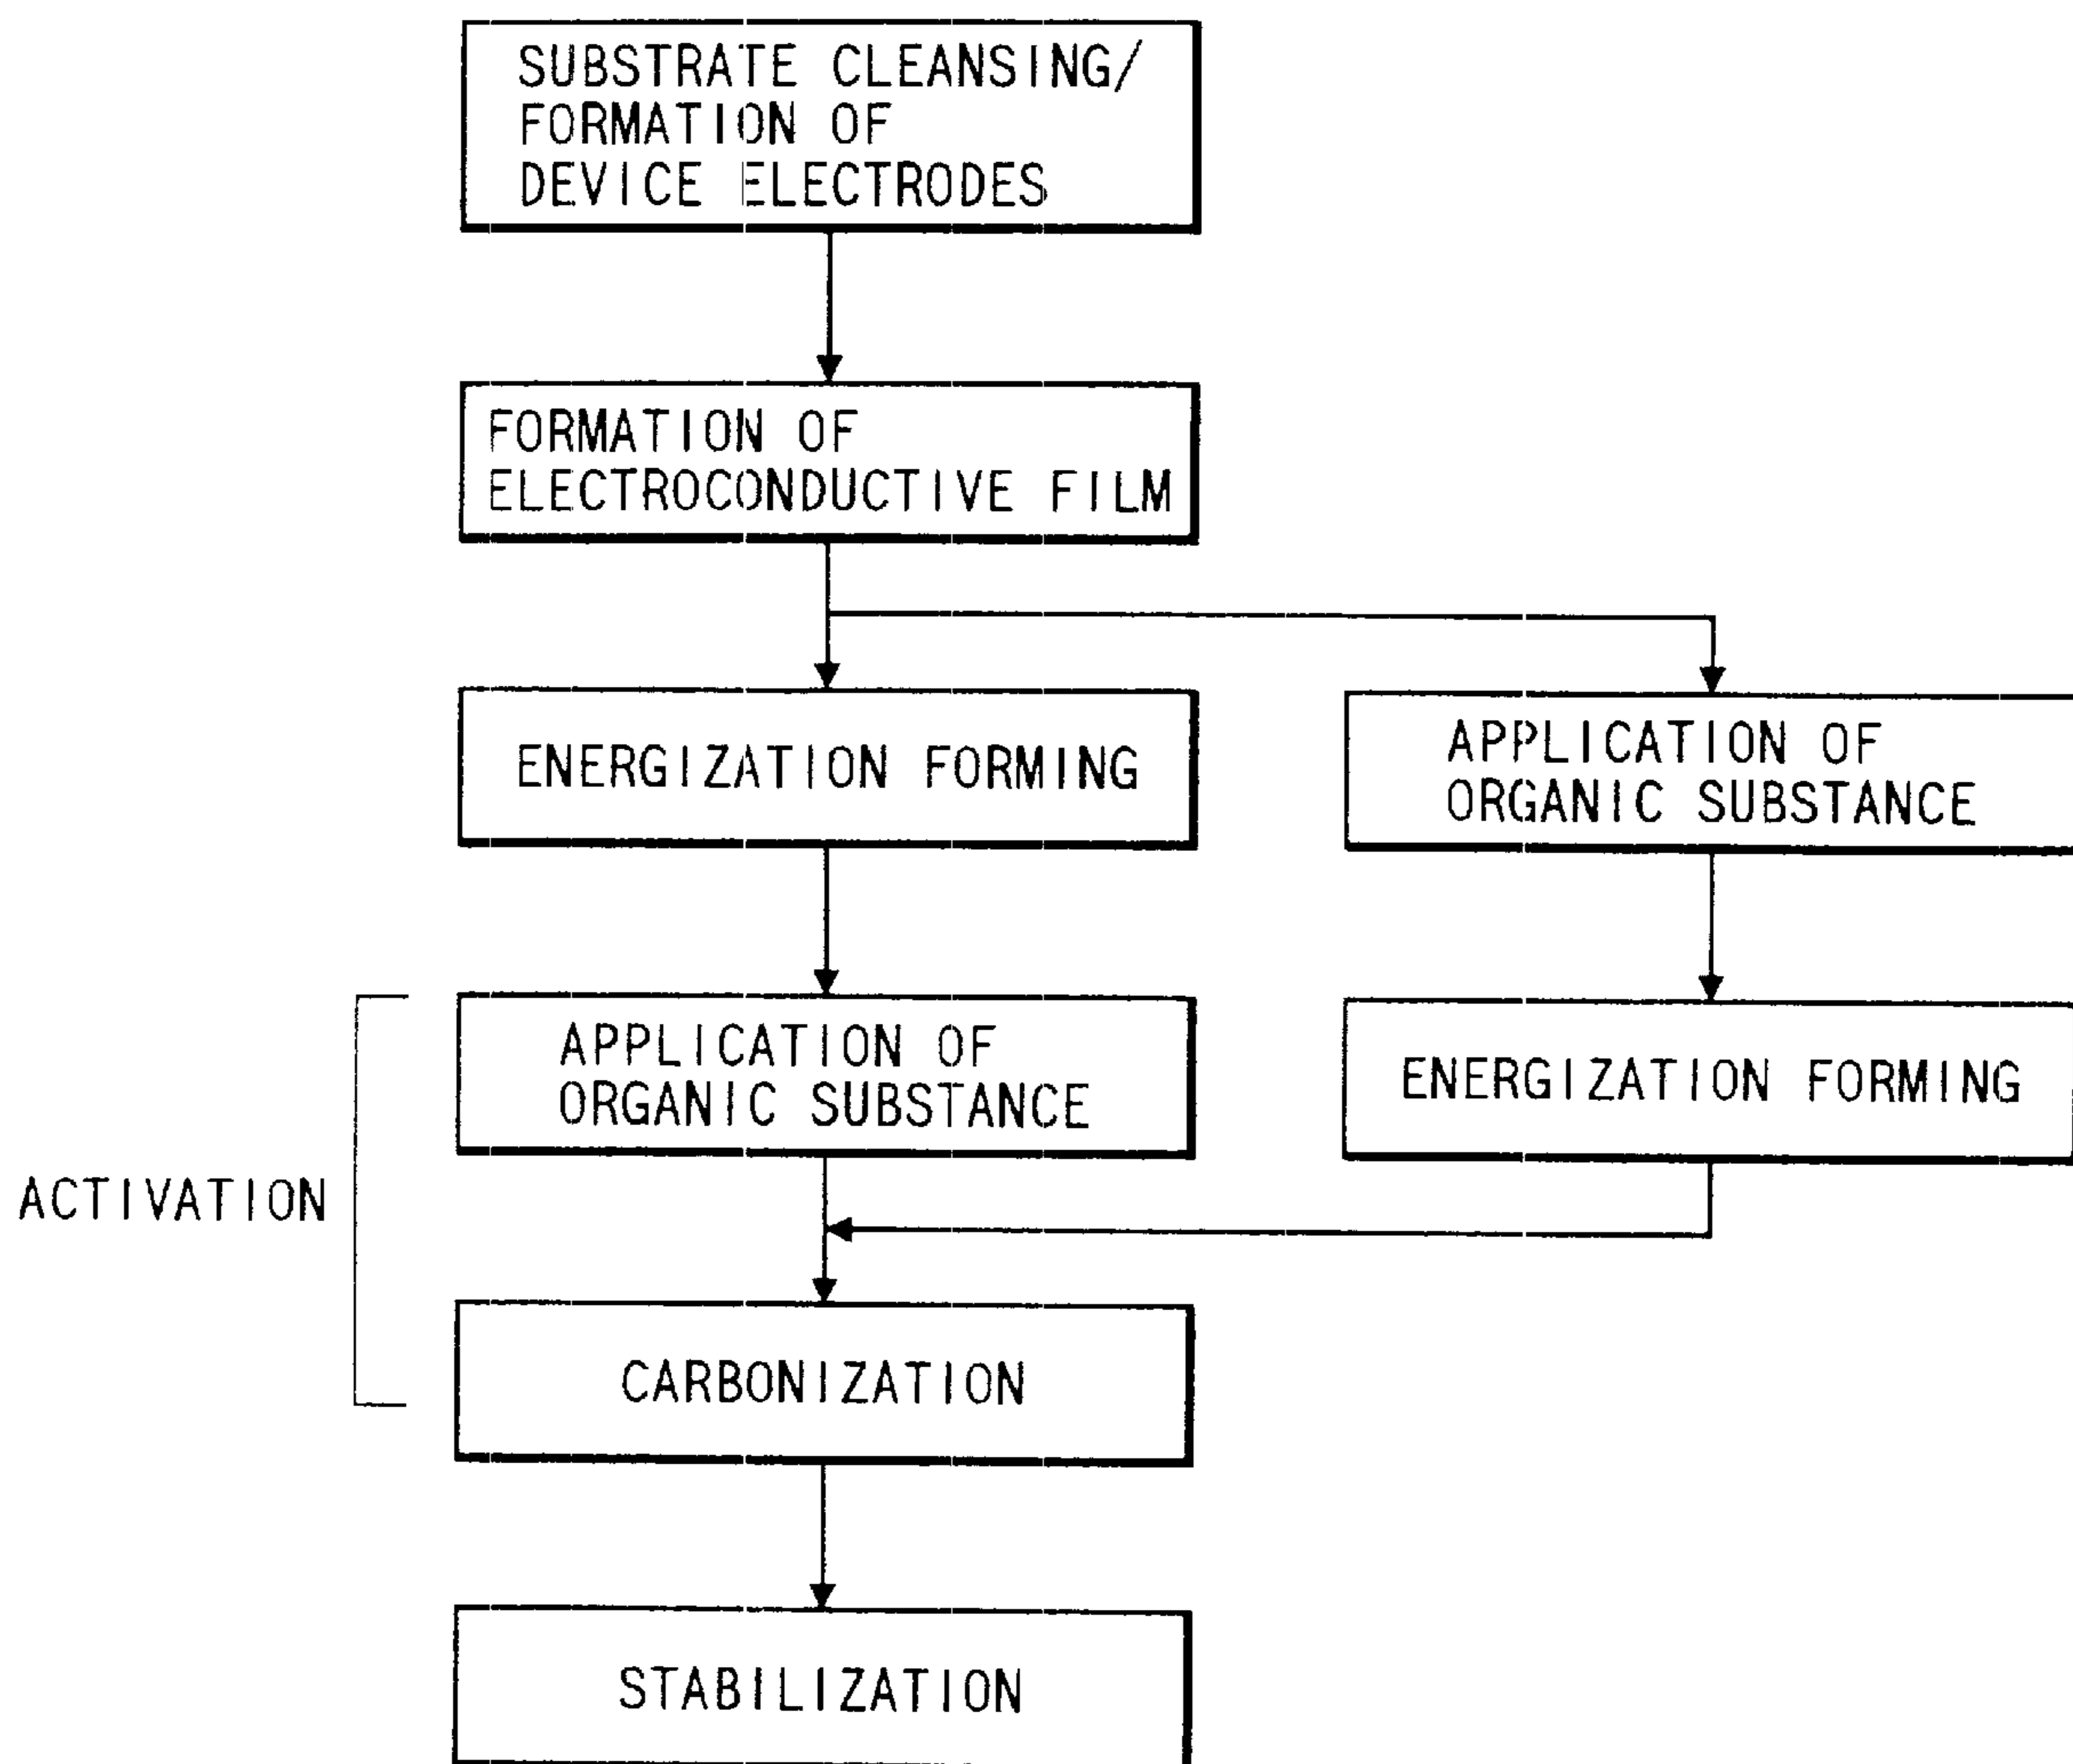 SUBSTRATE CLEANSING/
FORMATION OF
DEVICE ELECTRODES
FORMATION OF
ELECTROCONDUCTIVE FILM
ENERGIZATION FORMING
APPLICATION OF
ORGANIC SUBSTANCE
APPLICATION OF
ORGANIC SUBSTANCE
ENERGIZATION FORMING
ACTIVATION
CARBONIZATION
STABILIZATION